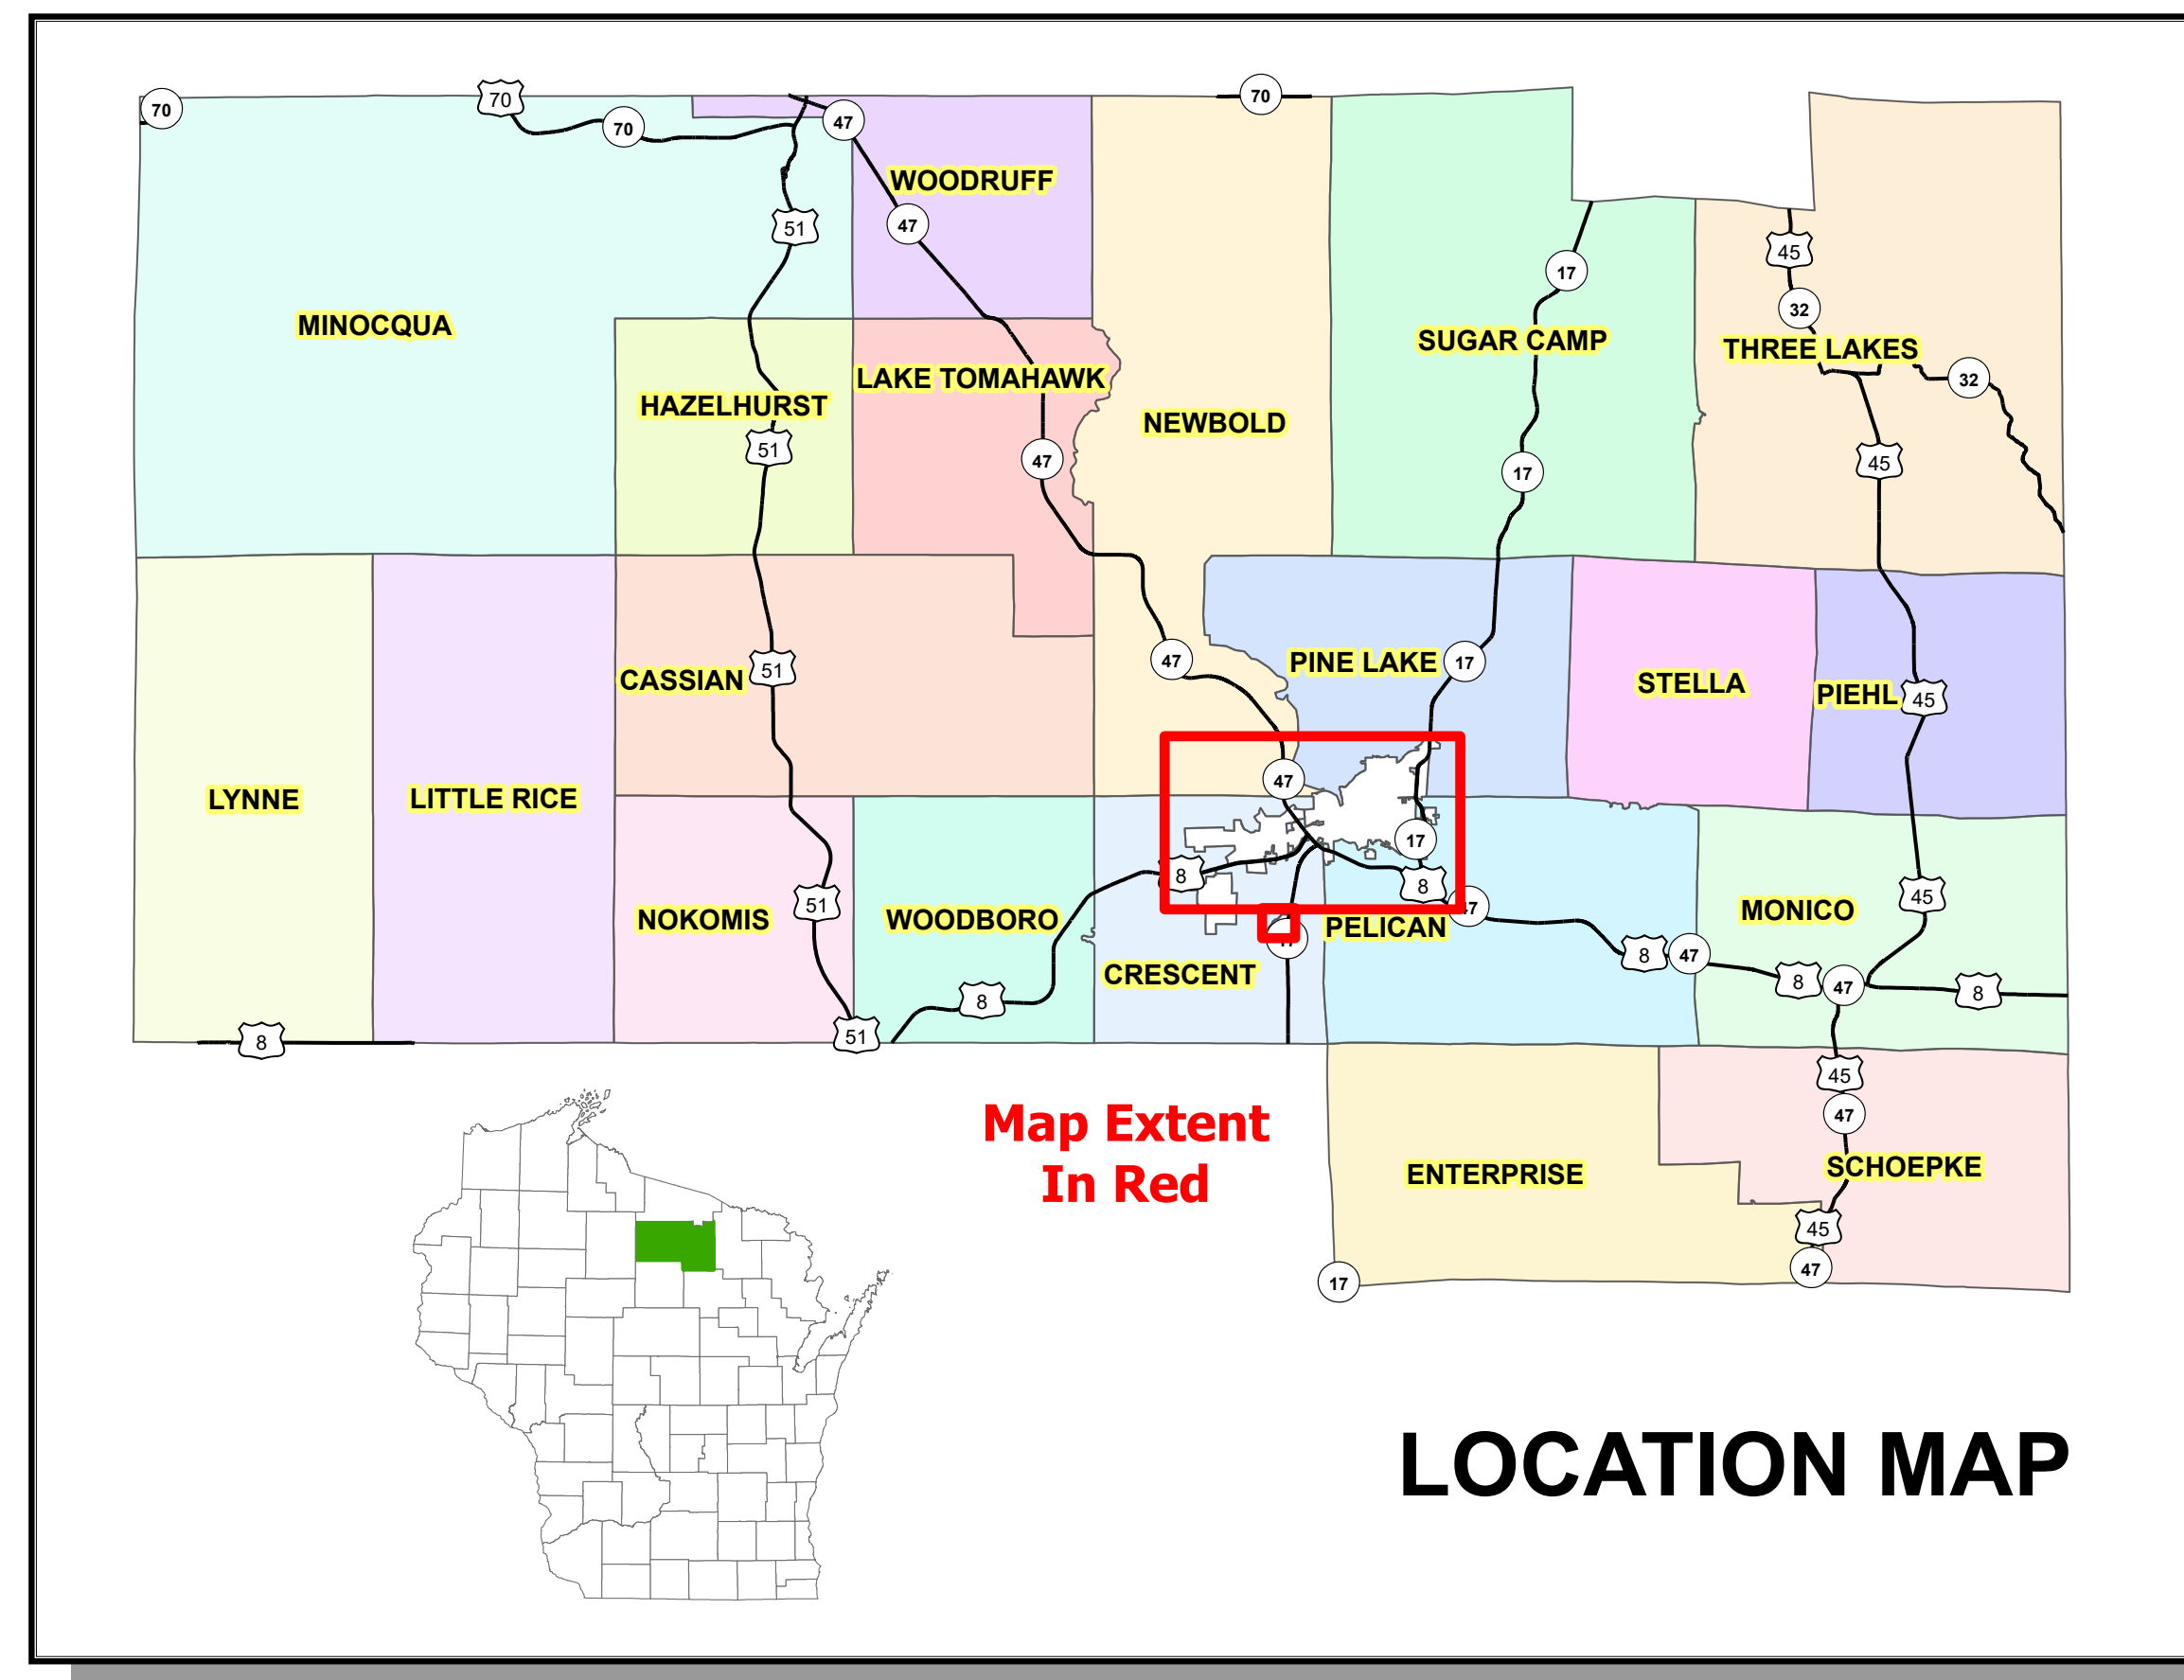 70
70
70
47
70
WOODRUFF
47
51
45
17
32
MINOCQUA
SUGAR CAMP
THREE LAKES
LAKE TOMAHAWK
32
HAZELHURST
NEWBOLD
51
47
45
17
CASSIAN
51
47
PINE LAKE
17
STELLA
PIEHL
45
47
LYNNE
LITTLE RICE
17
8
8
45
51
NOKOMIS
WOODBORO
47
MONICO
PELICAN
17
8
47
CRESCENT
8
47
8
8
51
8
45
Map Extent
In Red
47
ENTERPRISE
SCHOEPKE
45
17
47
LOCATION MAP